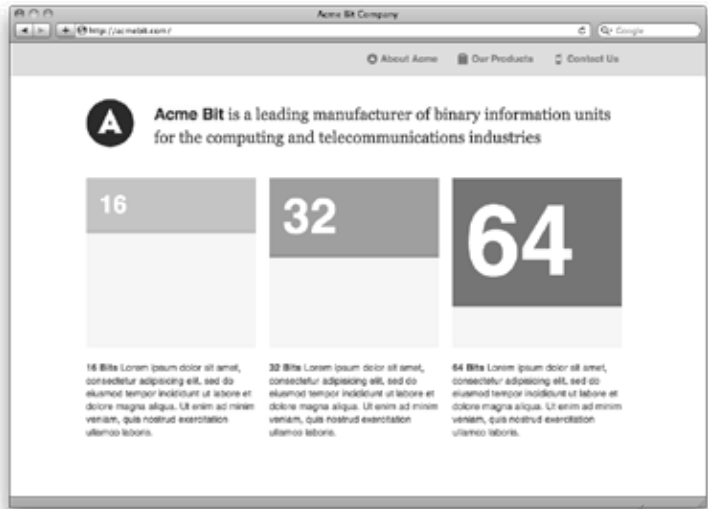 Acme Bit Company
http://acmebit.com/
Google
About Acme Our Products Contact Us
A
Acme Bit is a leading manufacturer of binary information units
for the computing and telecommunications industries
16
32
64
16 Bits Lorem ipsum dolor sit amet,
consectetur adipisicing elit, sed do
eiusmod tempor incididunt ut labore et
dolore magna aliqua. Ut enim ad minim
veniam, quis nostrud exercitation
ullamco laboris.
32 Bits Lorem ipsum dolor sit amet,
consectetur adipisicing elit, sed do
eiusmod tempor incididunt ut labore et
dolore magna aliqua. Ut enim ad minim
veniam, quis nostrud exercitation
ullamco laboris.
64 Bits Lorem ipsum dolor sit amet,
consectetur adipisicing elit, sed do
eiusmod tempor incididunt ut labore et
dolore magna aliqua. Ut enim ad minim
veniam, quis nostrud exercitation
ullamco laboris.